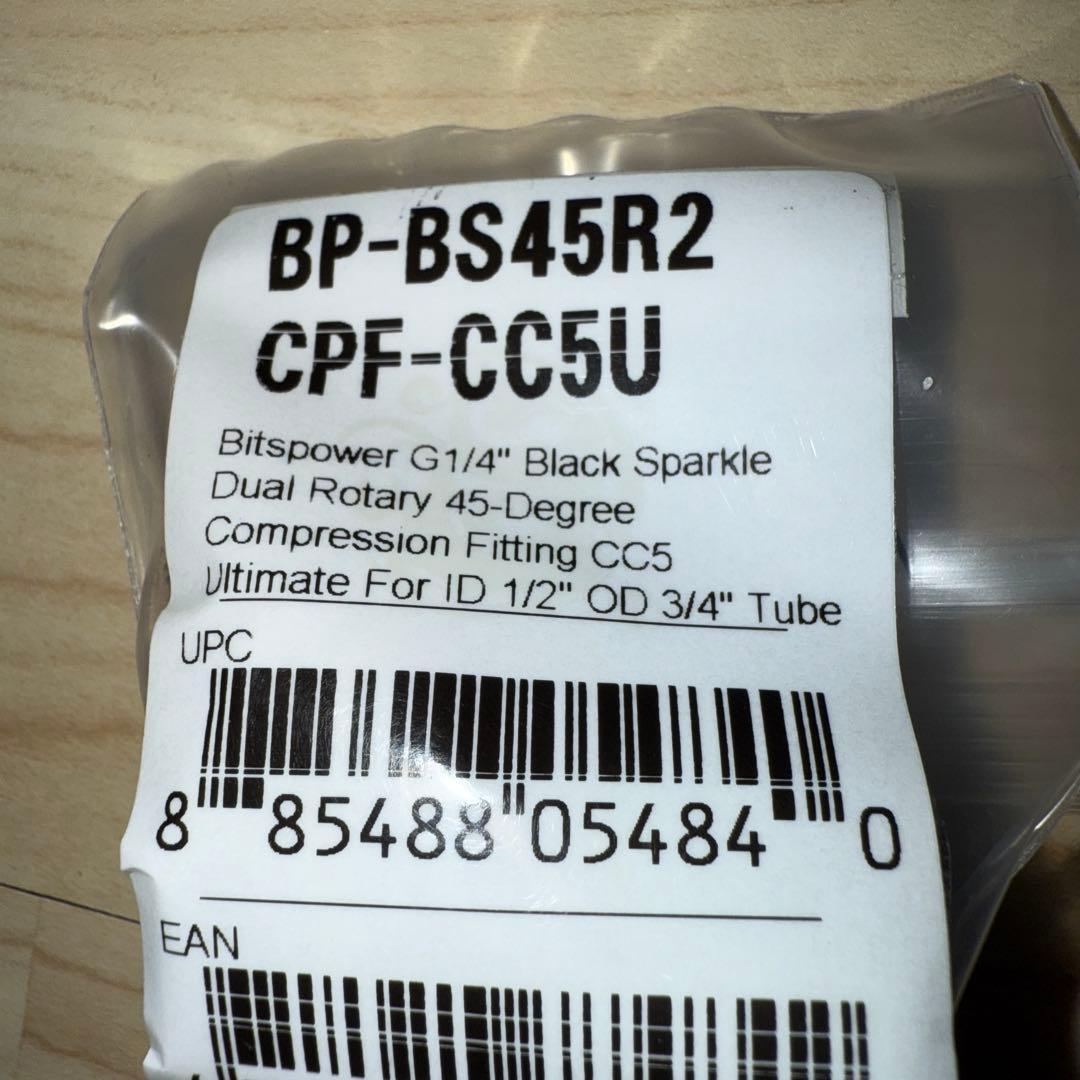 BP-BS45R2
CPF-CC5U
Bitspower G1/4" Black Sparkle
Dual Rotary 45-Degree
Compression Fitting CC5
Ultimate For ID 1/2" OD 3/4" Tube
UPC
8 85488 05484 0
EAN